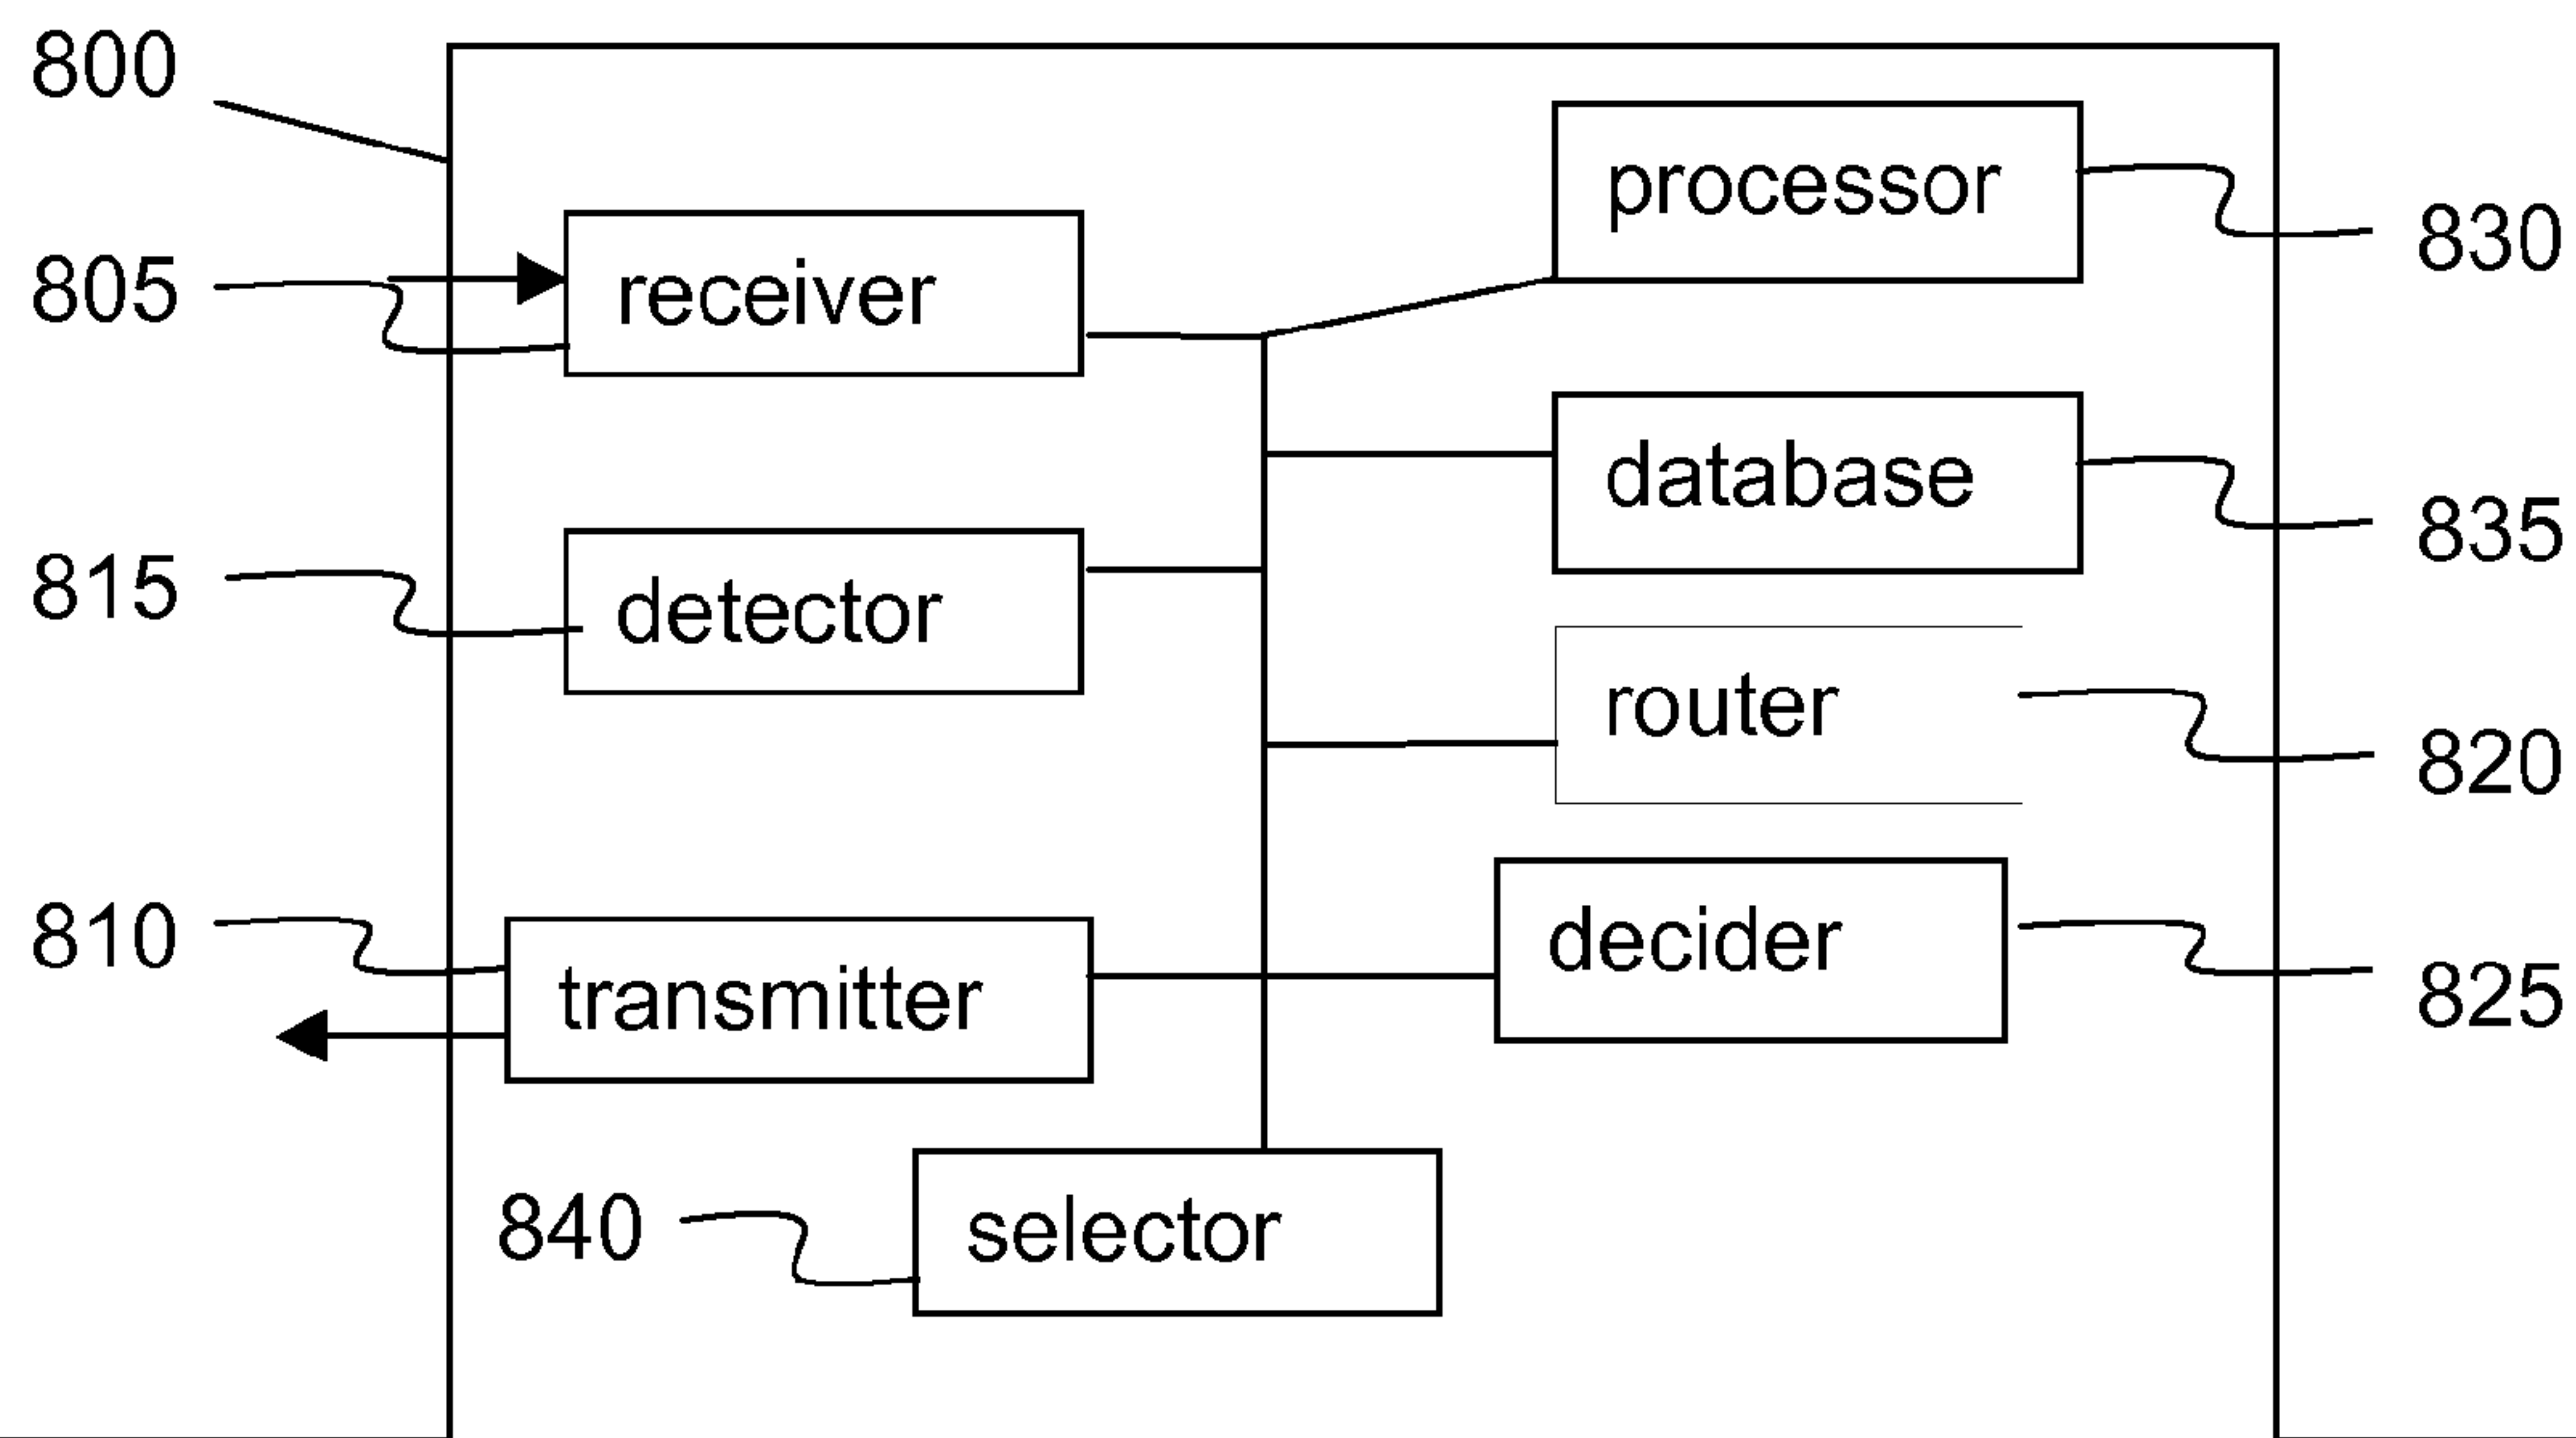 800
processor
830
receiver
805
database
835
detector
815
router
820
decider
825
810
transmitter
selector
840